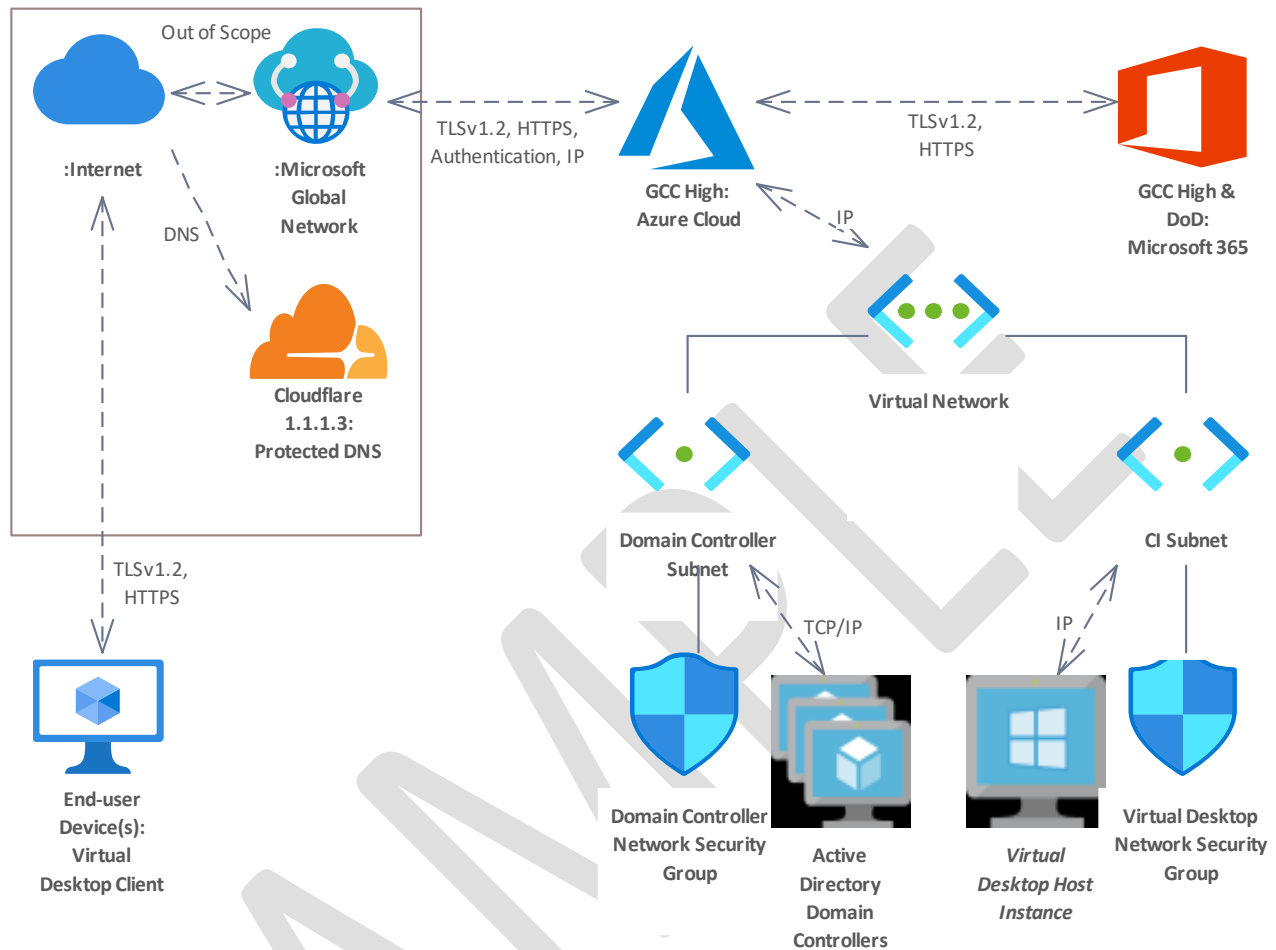 Out of Scope
:Internet
:Microsoft
Global
Network
TLSv1.2, HTTPS,
Authentication, IP
GCC High:
Azure Cloud
TLSv1.2,
HTTPS
GCC High &
DoD:
Microsoft 365
DNS
IP
Cloudflare
1.1.1.3:
Protected DNS
Virtual Network
Domain Controller
Subnet
CI Subnet
TLSv1.2,
HTTPS
TCP/IP
IP
End-user
Device(s):
Virtual
Desktop Client
Domain Controller
Network Security
Group
Active
Directory
Domain
Controllers
Virtual
Desktop Host
Instance
Virtual Desktop
Network Security
Group